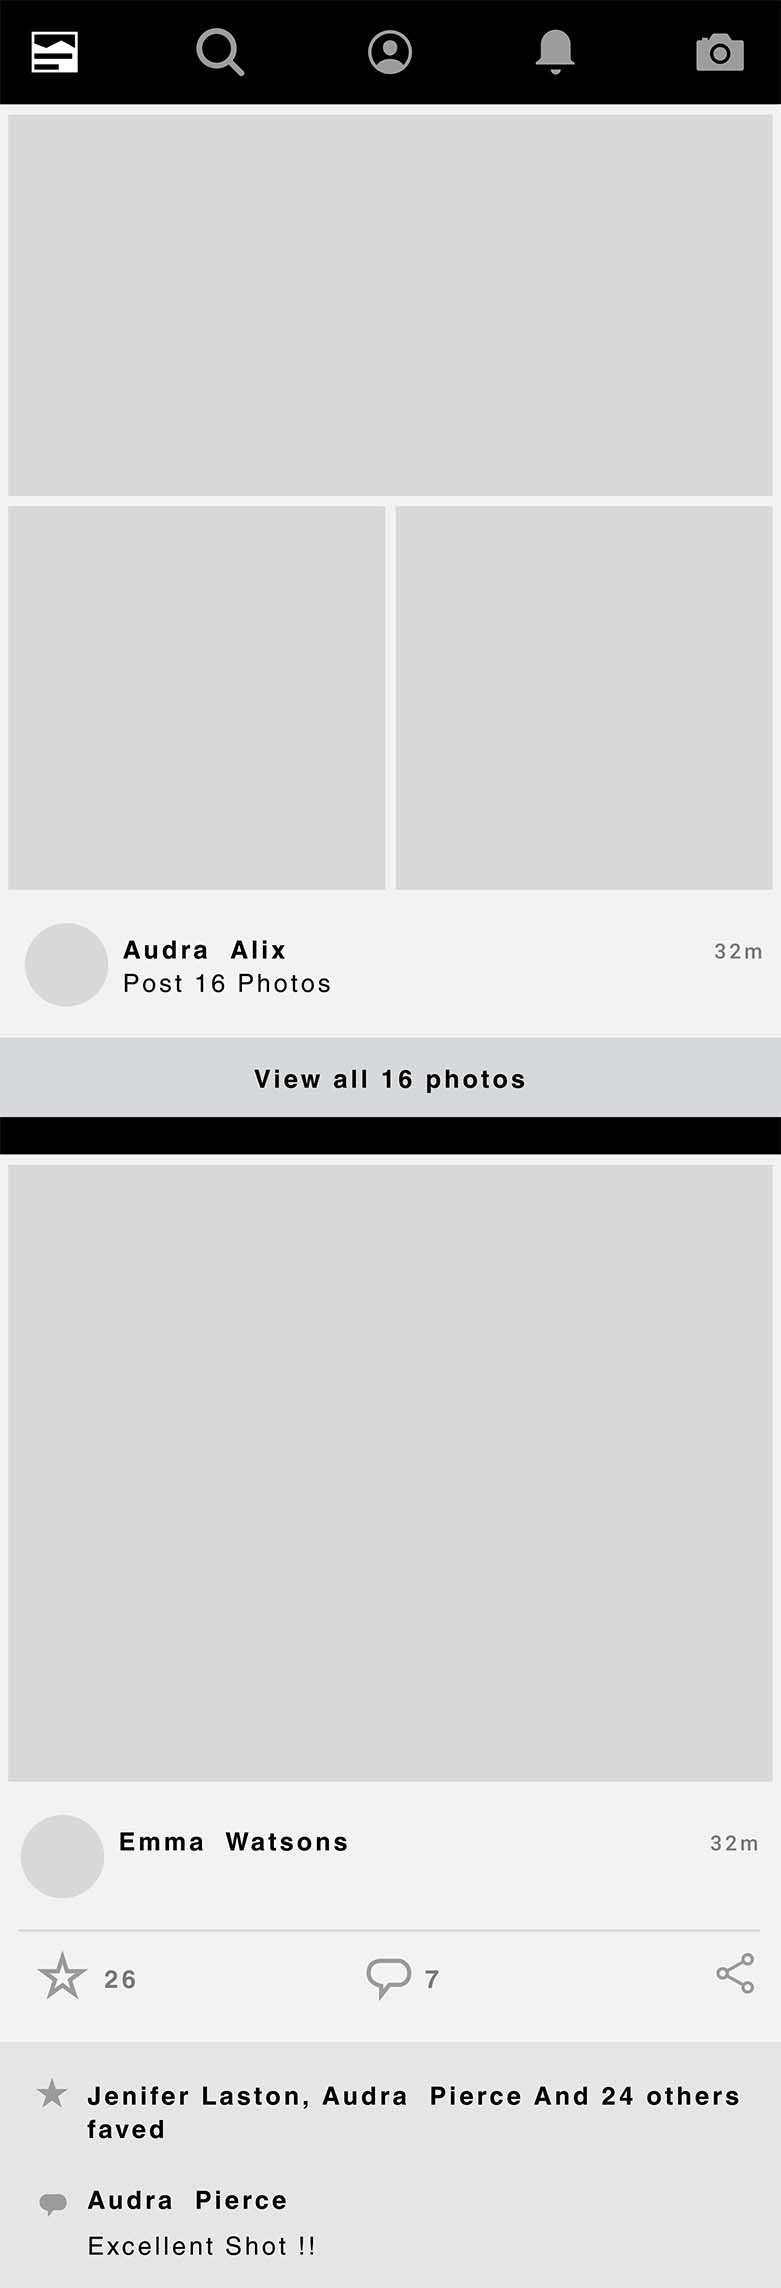 Audra Alix
32m
Post 16 Photos
View all 16 photos
Emma Watsons
32m
26
7
Jenifer Laston, Audra Pierce And 24 others
faved
Audra Pierce
Excellent Shot !!